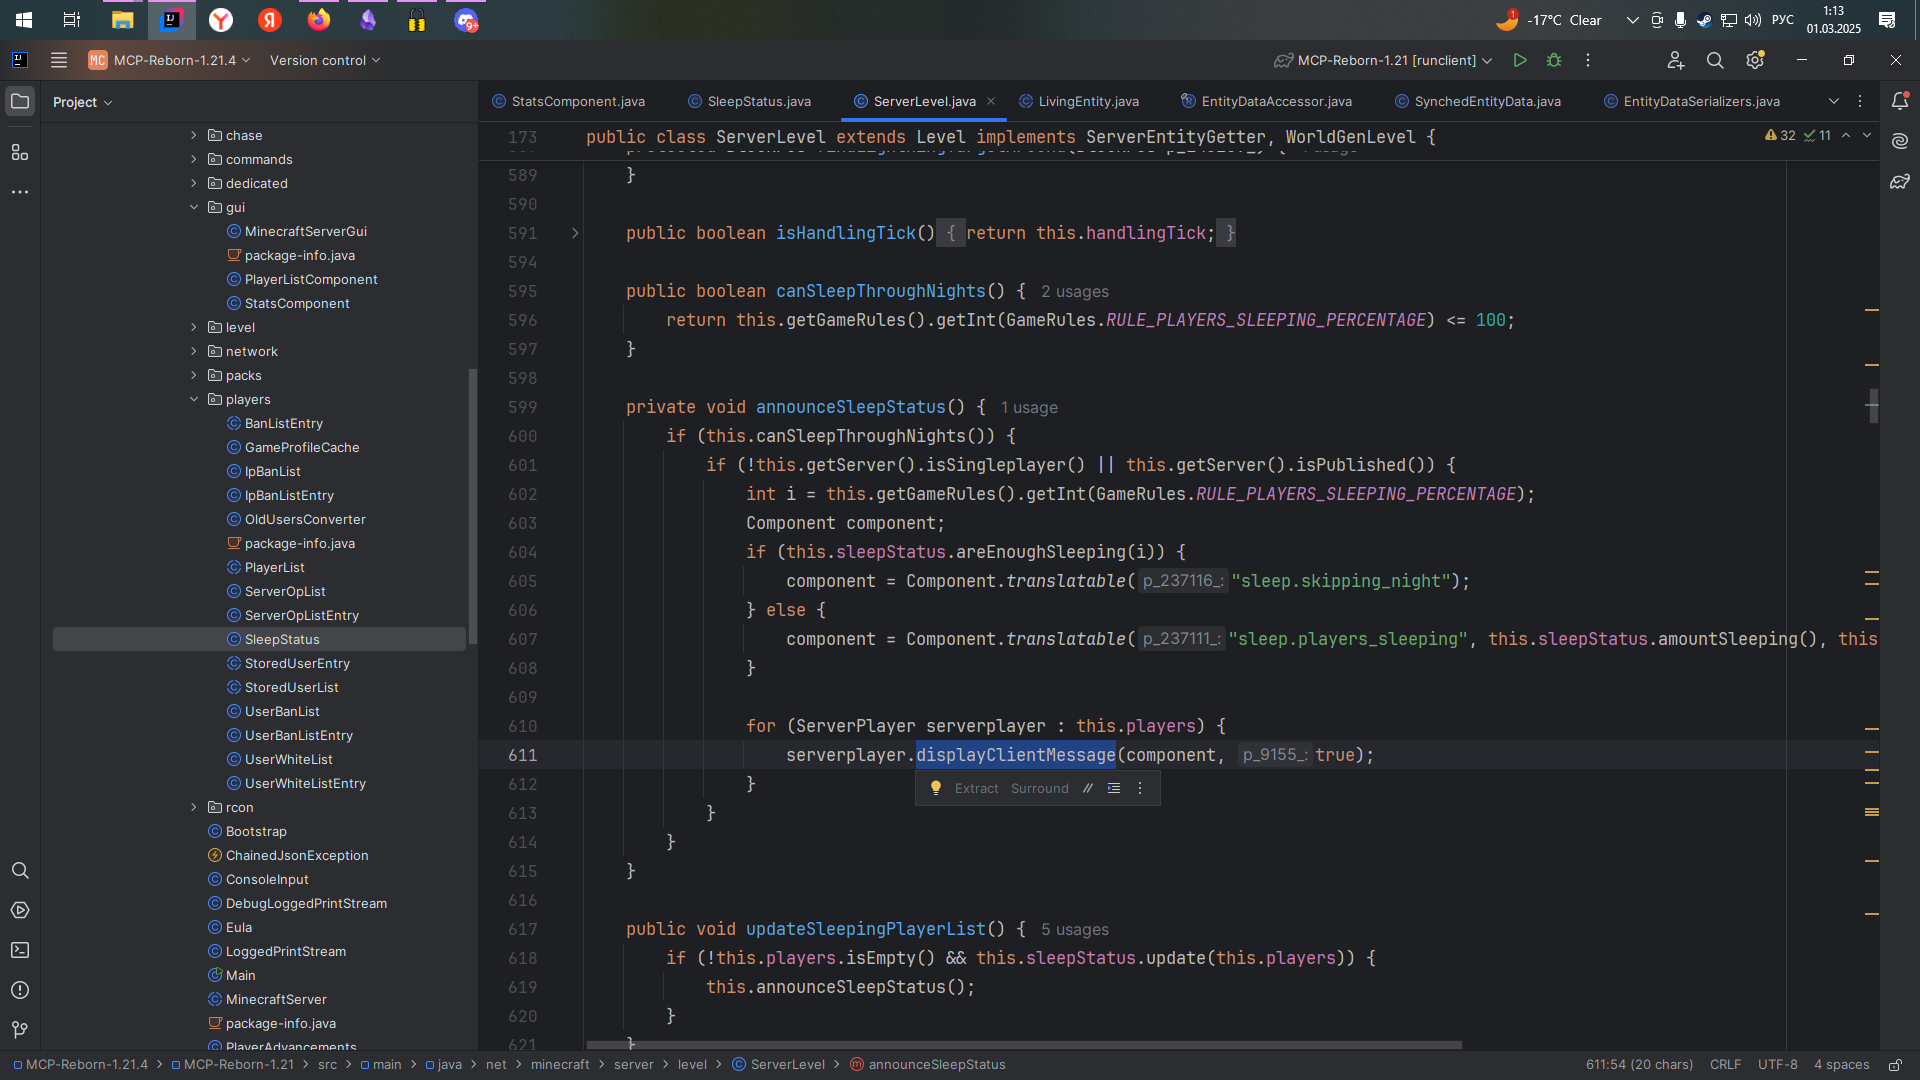 -17°C Clear
РУС
1:13
01.03.2025
MC MCP-Reborn-1.21.4
Version control
MCP-Reborn-1.21 [runclient]
Project
StatsComponent.java
SleepStatus.java
ServerLevel.java
LivingEntity.java
EntityDataAccessor.java
SynchedEntityData.java
EntityDataSerializers.java
chase
commands
dedicated
gui
MinecraftServerGui
package-info.java
PlayerListComponent
StatsComponent
level
network
packs
players
BanListEntry
GameProfileCache
IpBanList
IpBanListEntry
OldUsersConverter
package-info.java
PlayerList
ServerOpList
ServerOpListEntry
SleepStatus
StoredUserEntry
StoredUserList
UserBanList
UserBanListEntry
UserWhiteList
UserWhiteListEntry
rcon
Bootstrap
ChainedJsonException
ConsoleInput
DebugLoggedPrintStream
Eula
LoggedPrintStream
Main
MinecraftServer
package-info.java
PlayerAdvancements
173 public class ServerLevel extends Level implements ServerEntityGetter, WorldGenLevel {
32 11
589 }
590
591 public boolean isHandlingTick() { return this.handlingTick; }
594
595 public boolean canSleepThroughNights() { 2 usages
596 return this.getGameRules().getInt(GameRules.RULE_PLAYERS_SLEEPING_PERCENTAGE) <= 100;
597 }
598
599 private void announceSleepStatus() { 1 usage
600 if (this.canSleepThroughNights()) {
601 if (!this.getServer().isSingleplayer() || this.getServer().isPublished()) {
602 int i = this.getGameRules().getInt(GameRules.RULE_PLAYERS_SLEEPING_PERCENTAGE);
603 Component component;
604 if (this.sleepStatus.areEnoughSleeping(i)) {
605 component = Component.translatable( p_237116_: "sleep.skipping_night");
606 } else {
607 component = Component.translatable( p_237111_: "sleep.players_sleeping", this.sleepStatus.amountSleeping(), this
608 }
609
610 for (ServerPlayer serverplayer : this.players) {
611 serverplayer.displayClientMessage(component, p_9155_: true);
Extract Surround
612 }
613 }
614 }
615 }
616
617 public void updateSleepingPlayerList() { 5 usages
618 if (!this.players.isEmpty() && this.sleepStatus.update(this.players)) {
619 this.announceSleepStatus();
620 }
621 }
MCP-Reborn-1.21.4 > MCP-Reborn-1.21 > src > main > java > net > minecraft > server > level > ServerLevel > announceSleepStatus
611:54 (20 chars) CRLF UTF-8 4 spaces